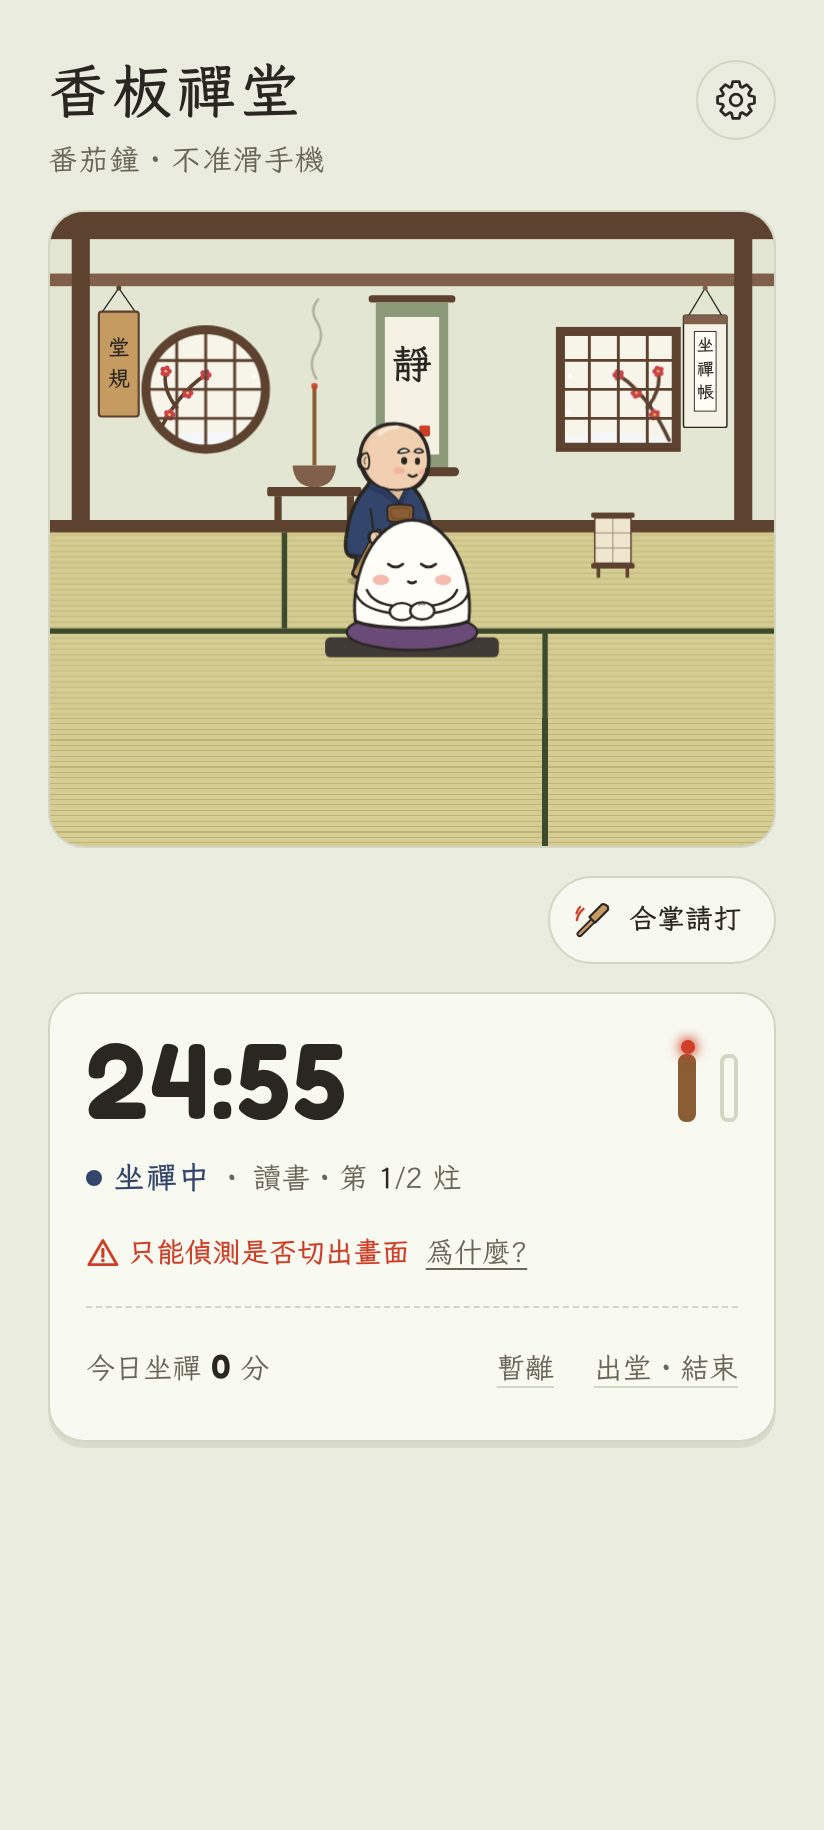 香板禪堂
番茄鐘・不准滑手機
堂規
靜
坐禪帳
合掌請打
24:55
坐禪中・讀書・第 1/2 炷
只能偵測是否切出畫面 為什麼?
今日坐禪 0 分 暫離 出堂・結束